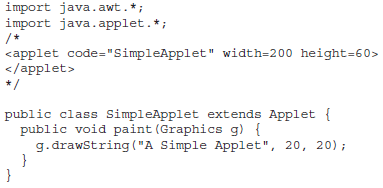 import java.awt.*;
import java.applet.*;
/*
<applet code="SimpleApplet" width=200 height=60>
</applet>
*/
public class SimpleApplet extends Applet {
  public void paint(Graphics g) {
    g.drawString("A Simple Applet", 20, 20);
  }
}